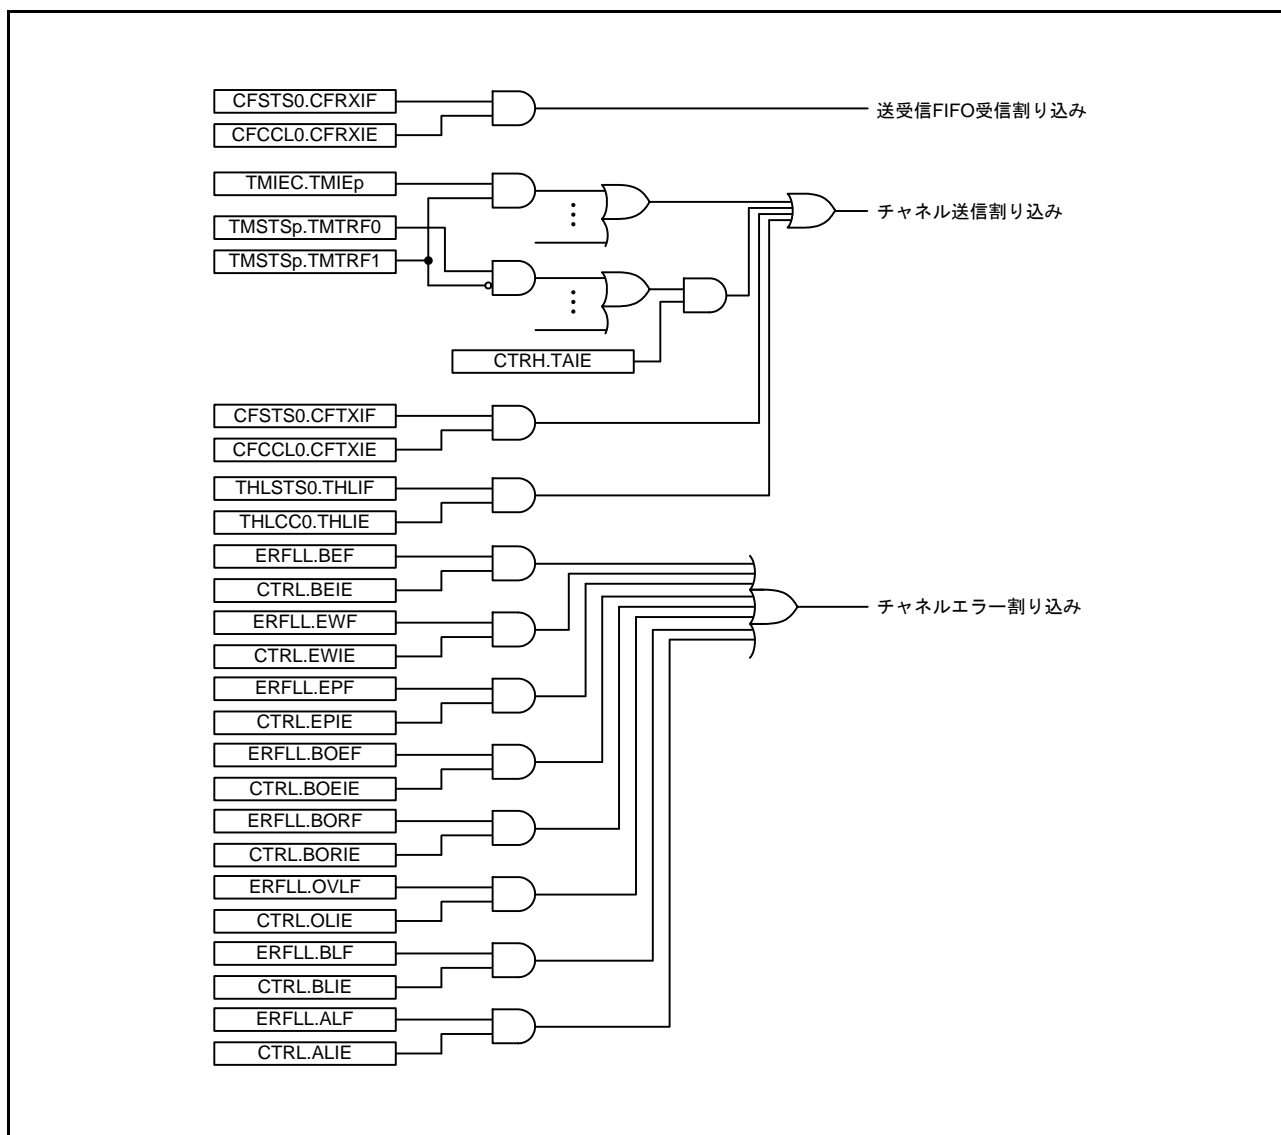 CFSTS0.CFRXIF
CFCCL0.CFRXIE
送受信FIFO受信割り込み
TMIEC.TMIEp
TMSTSp.TMTRF0
TMSTSp.TMTRF1
チャネル送信割り込み
CTRH.TAIE
CFSTS0.CFTXIF
CFCCL0.CFTXIE
THLSTS0.THLIF
THLCC0.THLIE
ERFLL.BEF
CTRL.BEIE
ERFLL.EWF
CTRL.EWIE
チャネルエラー割り込み
ERFLL.EPF
CTRL.EPIE
ERFLL.BOEF
CTRL.BOEIE
ERFLL.BORF
CTRL.BORIE
ERFLL.OVLF
CTRL.OLIE
ERFLL.BLF
CTRL.BLIE
ERFLL.ALF
CTRL.ALIE